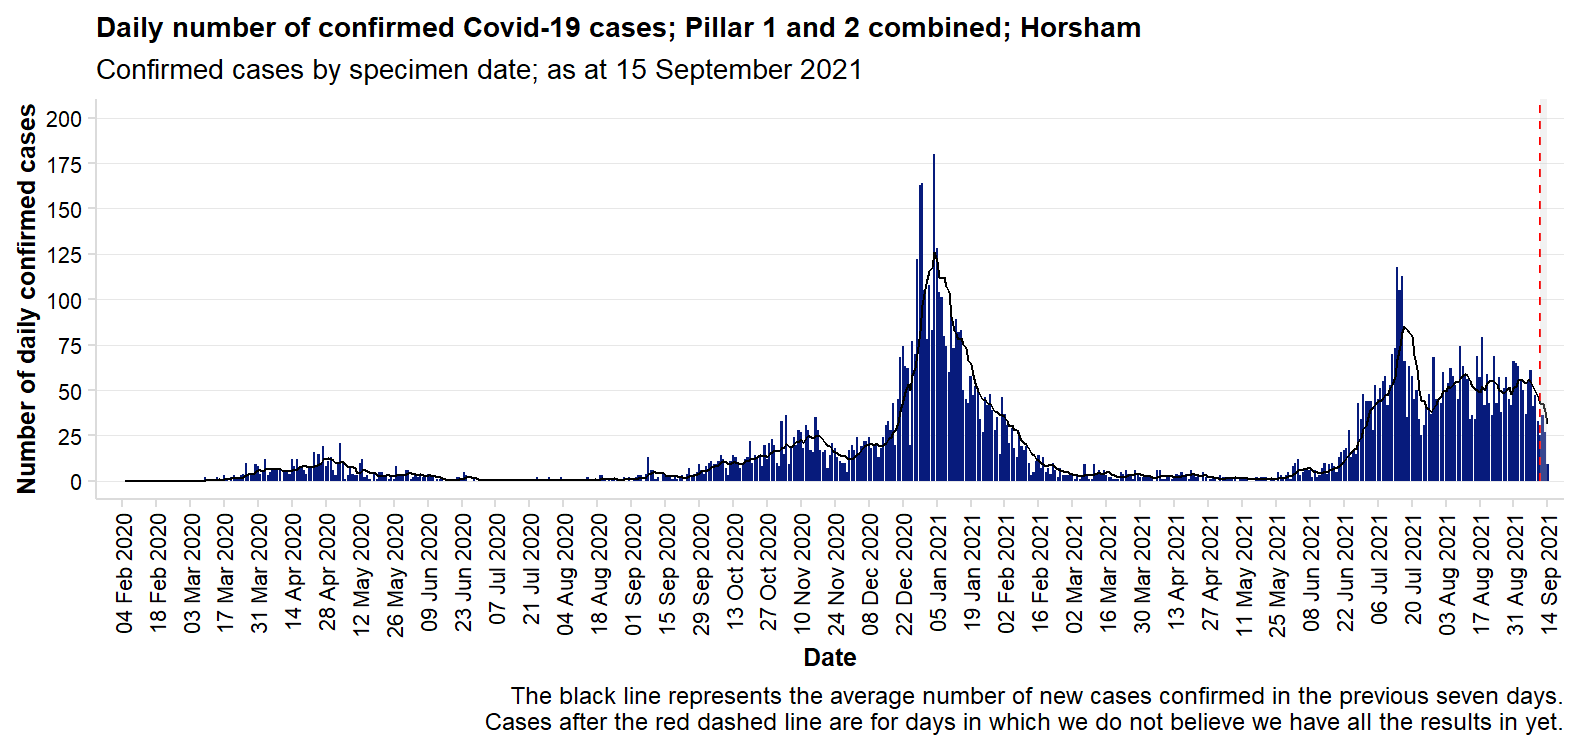 Daily number of confirmed Covid-19 cases; Pillar 1 and 2 combined; Horsham
Confirmed cases by specimen date; as at 15 September 2021
Number of daily confirmed cases
200
175
150
125
100
75
50
25
0
04 Feb 2020
18 Feb 2020
03 Mar 2020
17 Mar 2020
31 Mar 2020
14 Apr 2020
28 Apr 2020
12 May 2020
26 May 2020
09 Jun 2020
23 Jun 2020
07 Jul 2020
21 Jul 2020
04 Aug 2020
18 Aug 2020
01 Sep 2020
15 Sep 2020
29 Sep 2020
13 Oct 2020
27 Oct 2020
10 Nov 2020
24 Nov 2020
08 Dec 2020
22 Dec 2020
05 Jan 2021
19 Jan 2021
02 Feb 2021
16 Feb 2021
02 Mar 2021
16 Mar 2021
30 Mar 2021
13 Apr 2021
27 Apr 2021
11 May 2021
25 May 2021
08 Jun 2021
22 Jun 2021
06 Jul 2021
20 Jul 2021
03 Aug 2021
17 Aug 2021
31 Aug 2021
14 Sep 2021
Date
The black line represents the average number of new cases confirmed in the previous seven days.
Cases after the red dashed line are for days in which we do not believe we have all the results in yet.